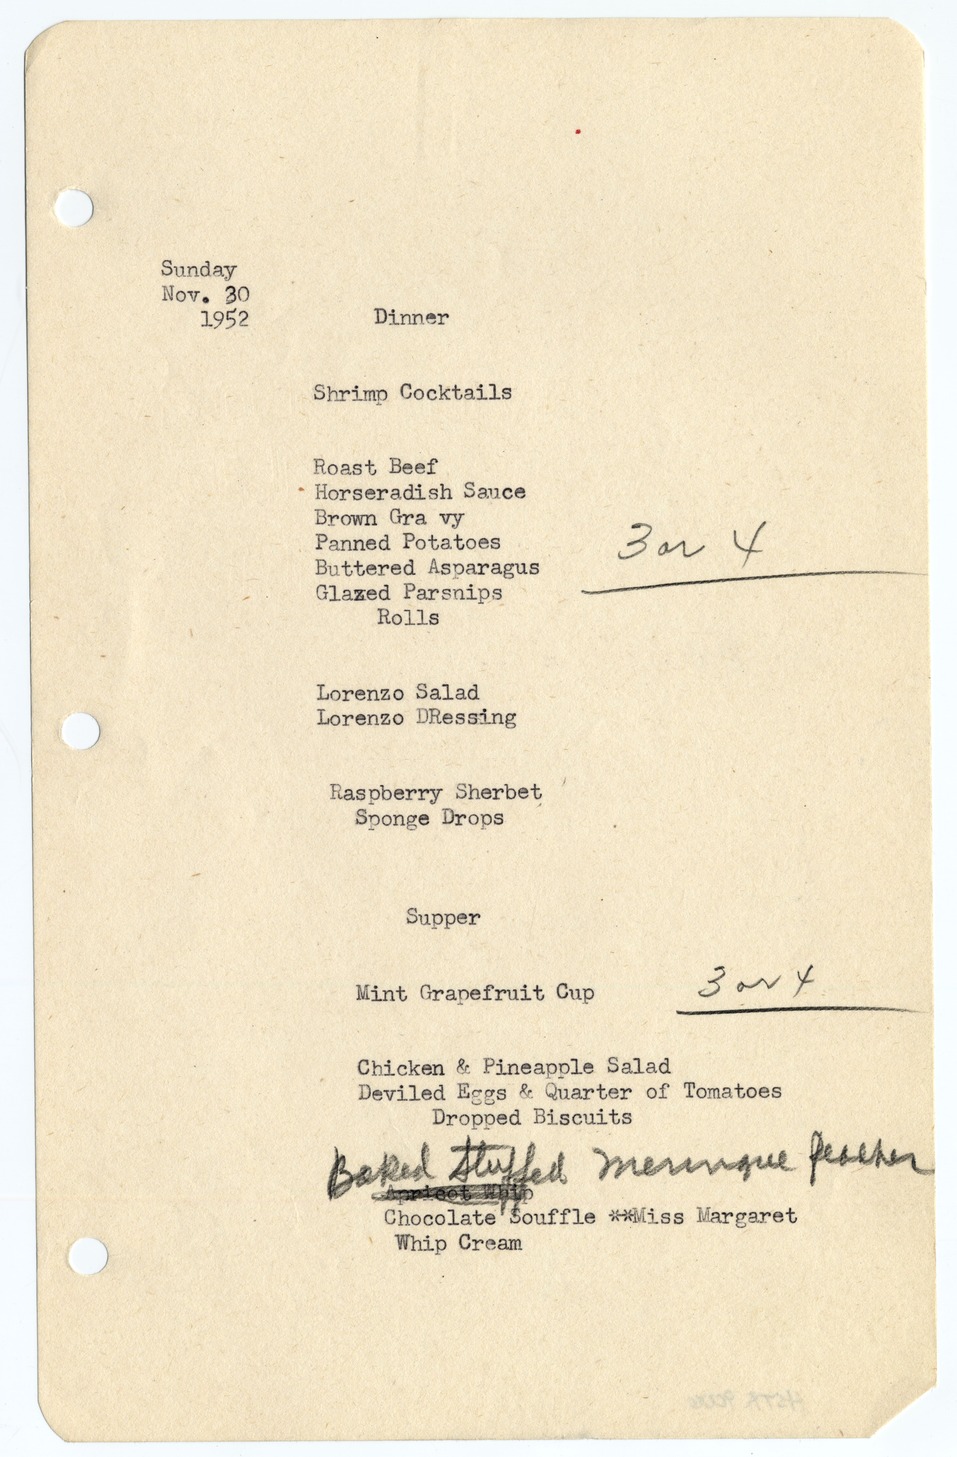 Sunday
Nov. 30
1952
Dinner
Shrimp Cocktails
Roast Beef
Horseradish Sauce
Brown Gra vy
Panned Potatoes
3 or 4
Buttered Asparagus
Glazed Parsnips
Rolls
Lorenzo Salad
Lorenzo DRessing
Raspberry Sherbet
Sponge Drops
Supper
Mint Grapefruit Cup
3 or 4
Chicken & Pineapple Salad
Deviled Eggs & Quarter of Tomatoes
Dropped Biscuits
Baked Stuffed Meringue Peaches
Apricot Whip
Chocolate Souffle **Miss Margaret
Whip Cream